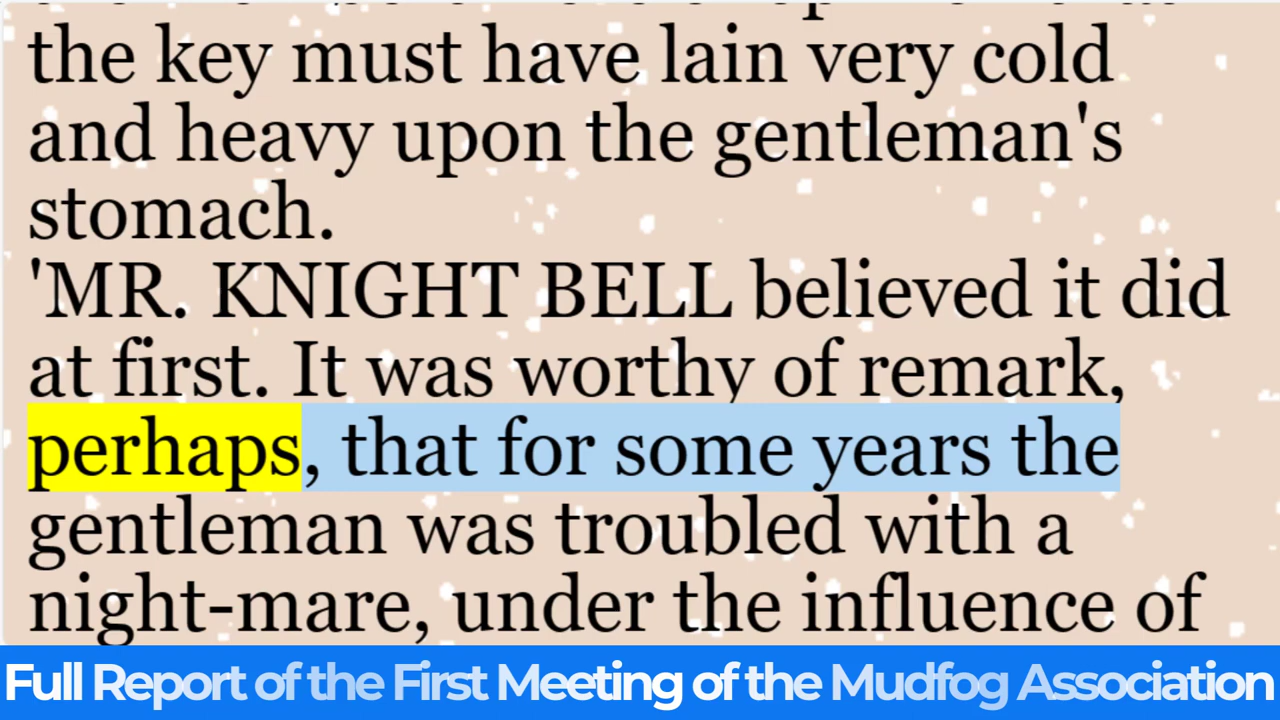 the key must have lain very cold
and heavy upon the gentleman's
stomach.
'MR. KNIGHT BELL believed it did
at first. It was worthy of remark,
perhaps, that for some years the
gentleman was troubled with a
night-mare, under the influence of
Full Report of the First Meeting of the Mudfog Association